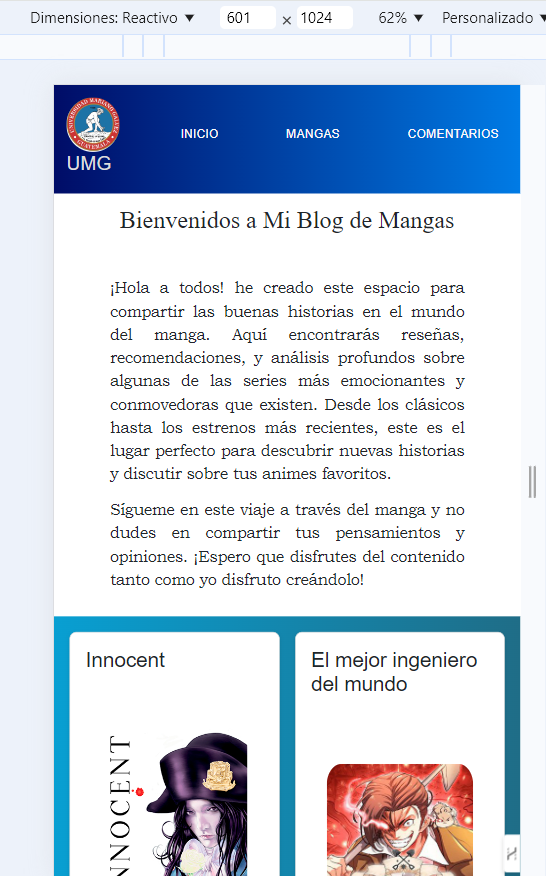 Dimensiones: Reactivo ▼ 601 × 1024 62% ▼ Personalizado ▼
UMG
INICIO MANGAS COMENTARIOS
Bienvenidos a Mi Blog de Mangas
¡Hola a todos! he creado este espacio para
compartir las buenas historias en el mundo
del manga. Aquí encontrarás reseñas,
recomendaciones, y análisis profundos sobre
algunas de las series más emocionantes y
conmovedoras que existen. Desde los clásicos
hasta los estrenos más recientes, este es el
lugar perfecto para descubrir nuevas historias
y discutir sobre tus animes favoritos.
Sígueme en este viaje a través del manga y no
dudes en compartir tus pensamientos y
opiniones. ¡Espero que disfrutes del contenido
tanto como yo disfruto creándolo!
Innocent
El mejor ingeniero
del mundo